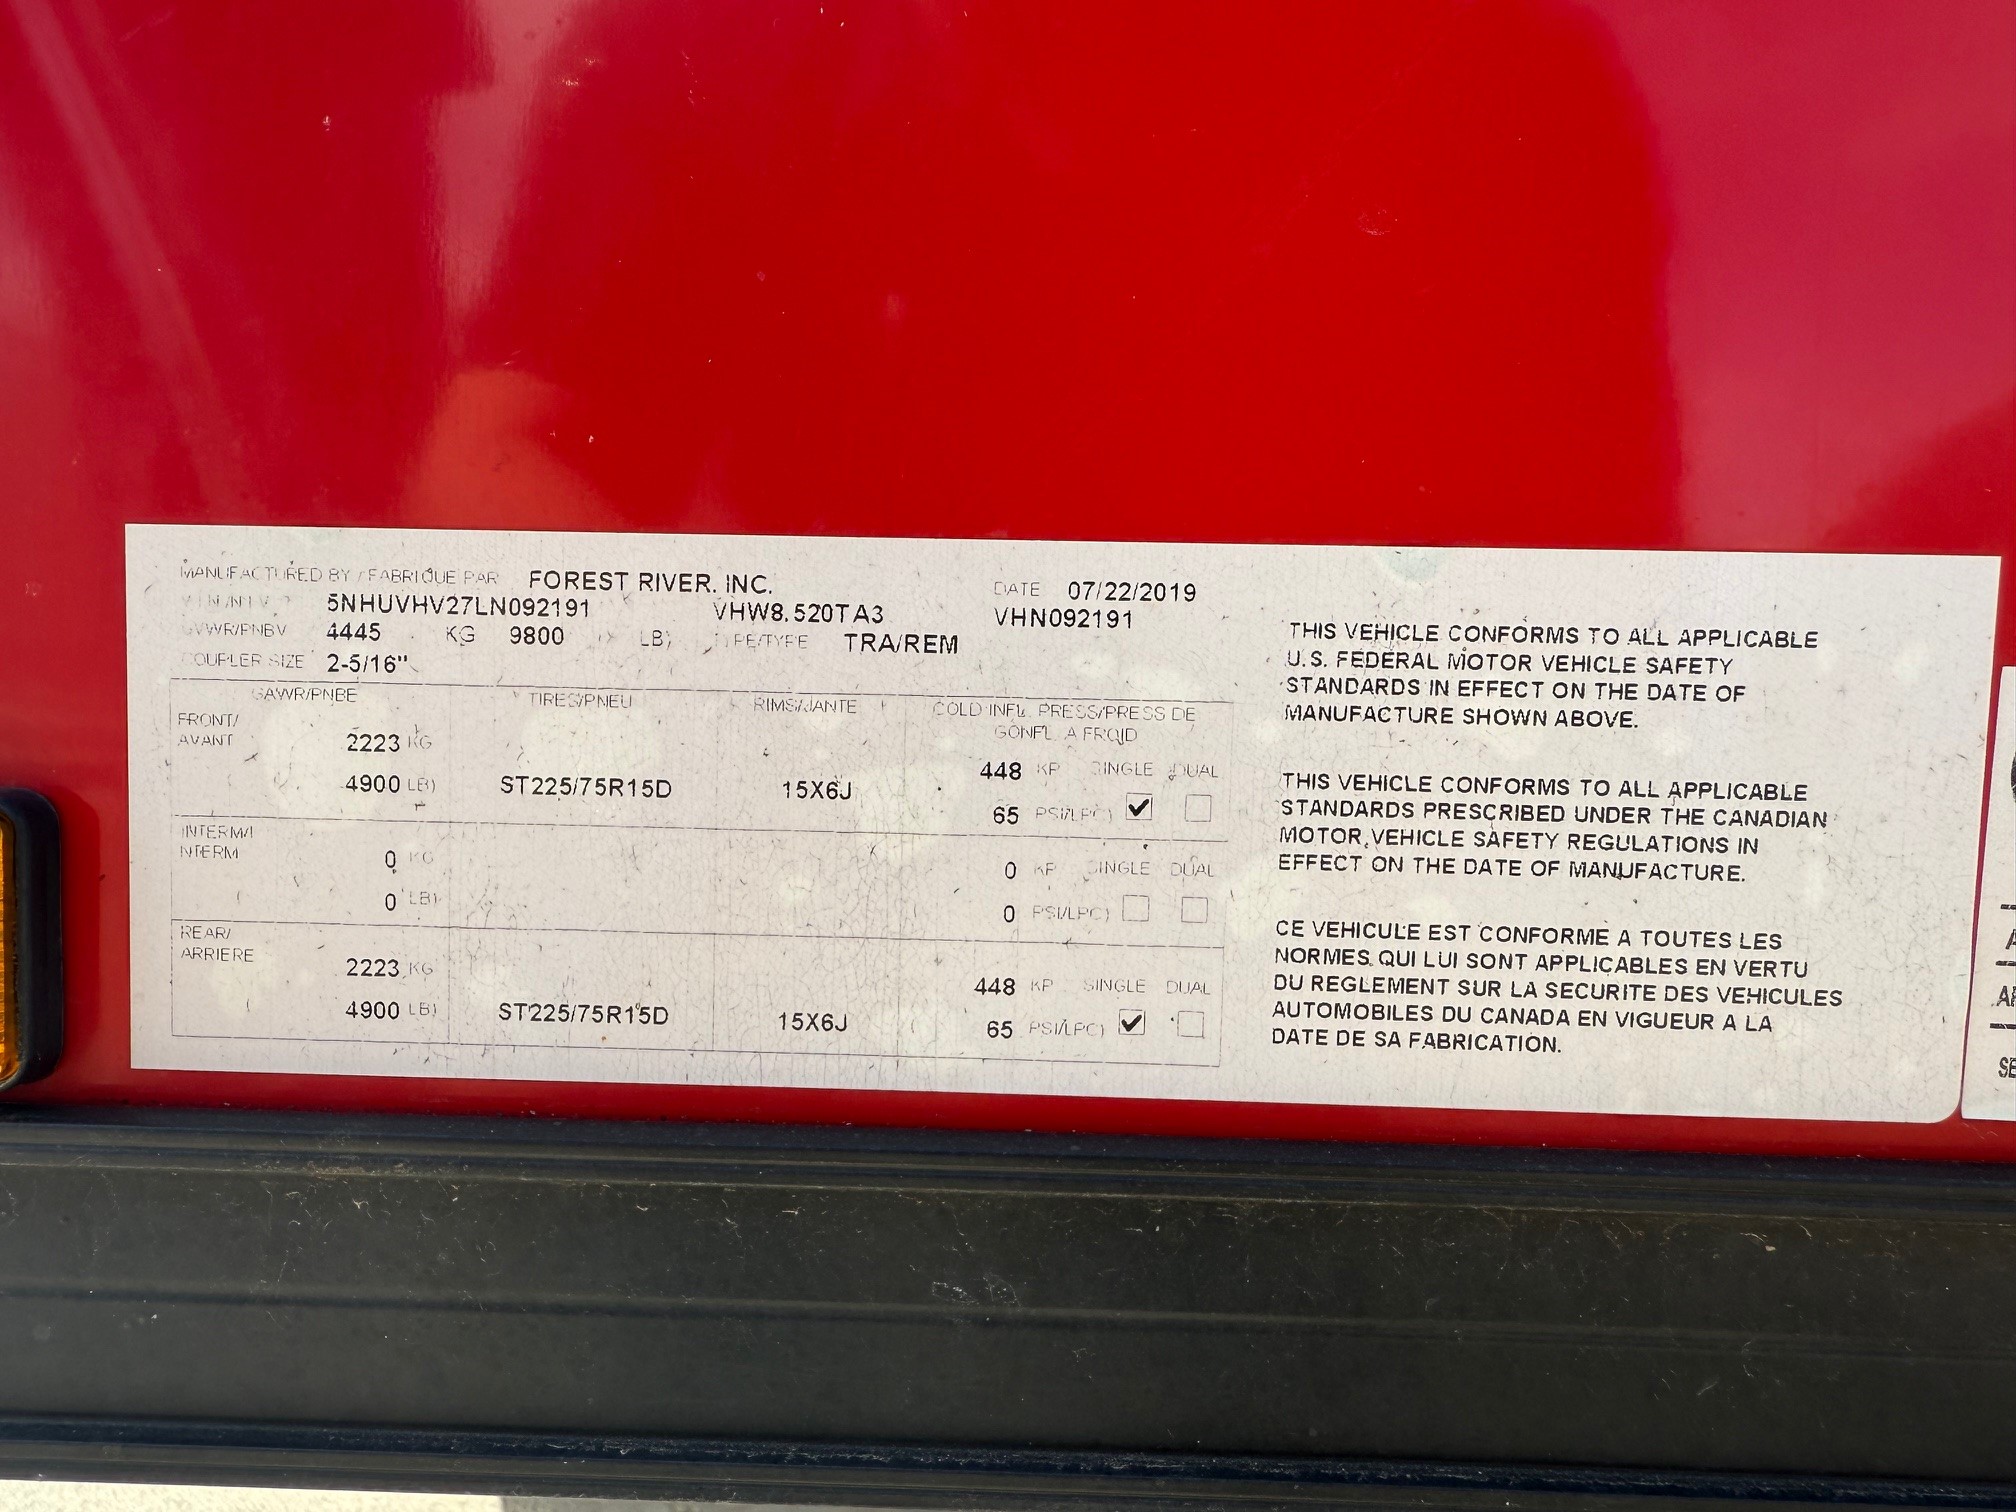 MANUFACTURED BY / FABRIQUE PAR FOREST RIVER, INC. DATE 07/22/2019
5NHUVHV27LN092191 VHW8.520TA3 VHN092191
GVWR/PNBV 4445 KG 9800 LB) TYPE/TYPE TRA/REM
COUPLER SIZE 2-5/16"
GAWR/PNBE TIRES/PNEU RIMS/JANTE COLD INFL. PRESS/PRESS DE
GONFL. A FROID
FRONT/
AVANT 2223 KG 448 KP SINGLE DUAL
4900 LB) ST225/75R15D 15X6J 65 PSI/LPC) ✔
INTERM/
INTERM 0 KG 0 KP SINGLE DUAL
0 LB) 0 PSI/LPC)
REAR/
ARRIERE 2223 KG 448 KP SINGLE DUAL
4900 LB) ST225/75R15D 15X6J 65 PSI/LPC) ✔
THIS VEHICLE CONFORMS TO ALL APPLICABLE
U.S. FEDERAL MOTOR VEHICLE SAFETY
STANDARDS IN EFFECT ON THE DATE OF
MANUFACTURE SHOWN ABOVE.
THIS VEHICLE CONFORMS TO ALL APPLICABLE
STANDARDS PRESCRIBED UNDER THE CANADIAN
MOTOR VEHICLE SAFETY REGULATIONS IN
EFFECT ON THE DATE OF MANUFACTURE.
CE VEHICULE EST CONFORME A TOUTES LES
NORMES QUI LUI SONT APPLICABLES EN VERTU
DU REGLEMENT SUR LA SECURITE DES VEHICULES
AUTOMOBILES DU CANADA EN VIGUEUR A LA
DATE DE SA FABRICATION.